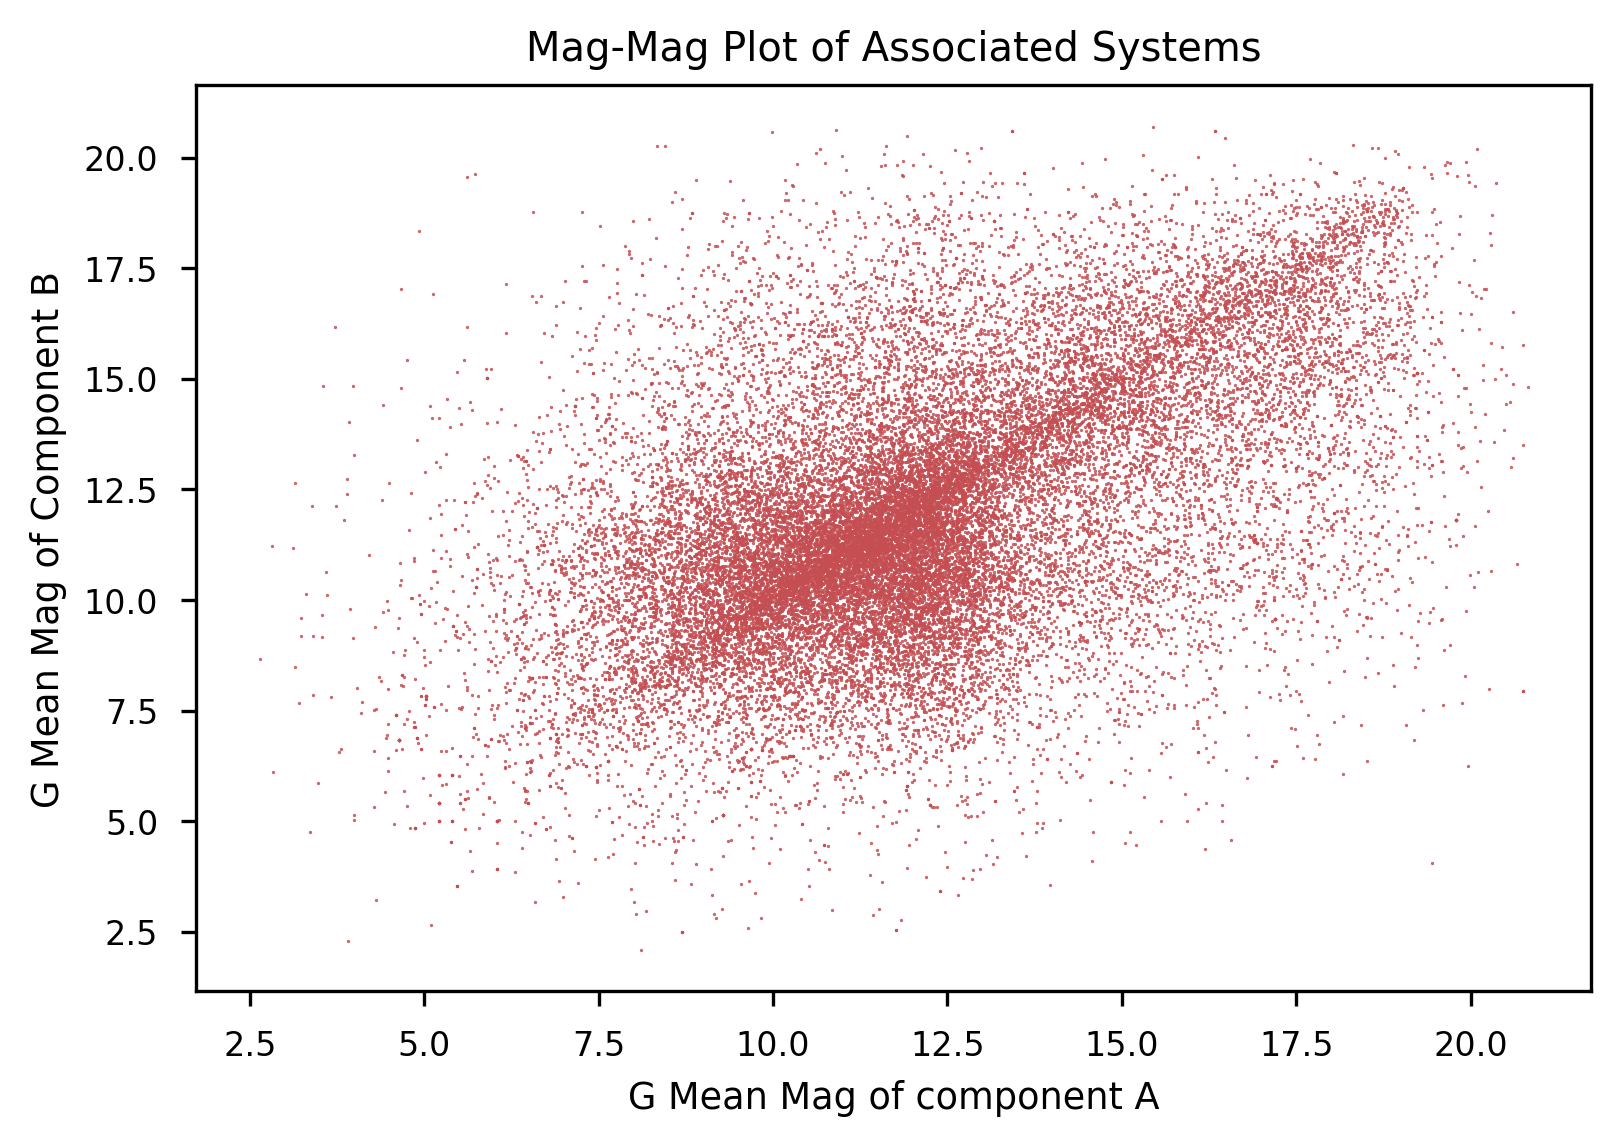 Mag-Mag Plot of Associated Systems
G Mean Mag of Component B
20.0
17.5
15.0
12.5
10.0
7.5
5.0
2.5
2.5 5.0 7.5 10.0 12.5 15.0 17.5 20.0
G Mean Mag of component A